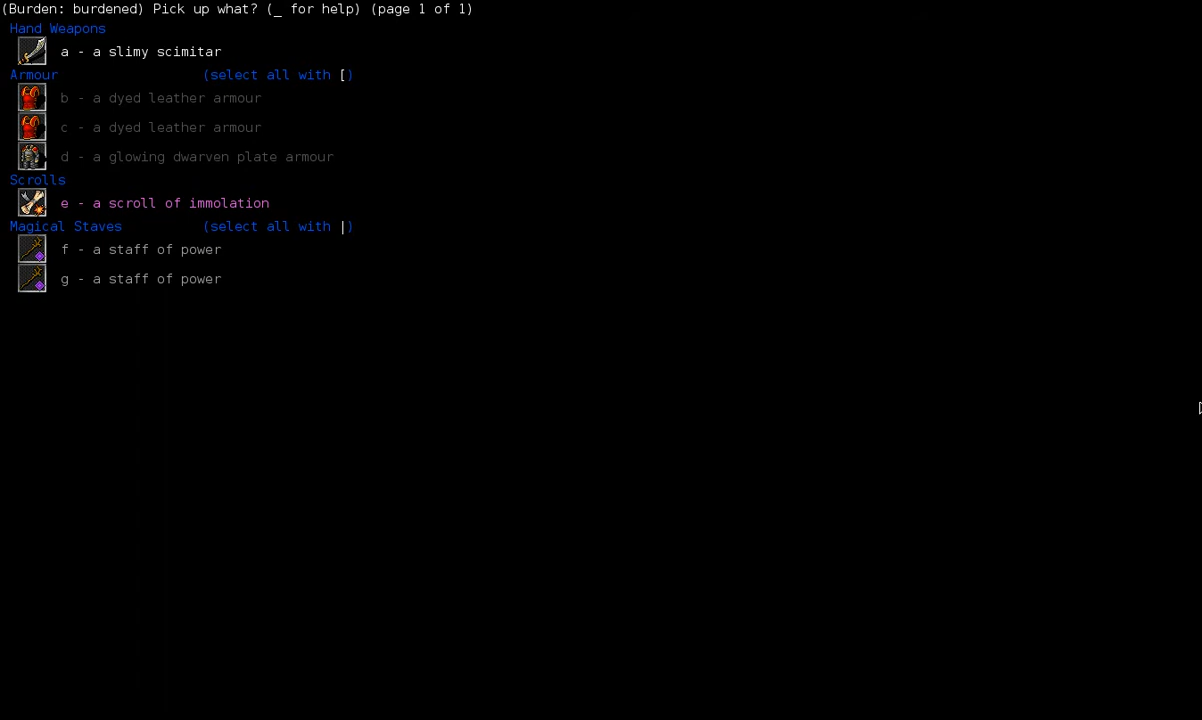 (Burden: burdened) Pick up what? (_ for help) (page 1 of 1)
Hand Weapons
a - a slimy scimitar
Armour (select all with [)
b - a dyed leather armour
c - a dyed leather armour
d - a glowing dwarven plate armour
Scrolls
e - a scroll of immolation
Magical Staves (select all with |)
f - a staff of power
g - a staff of power